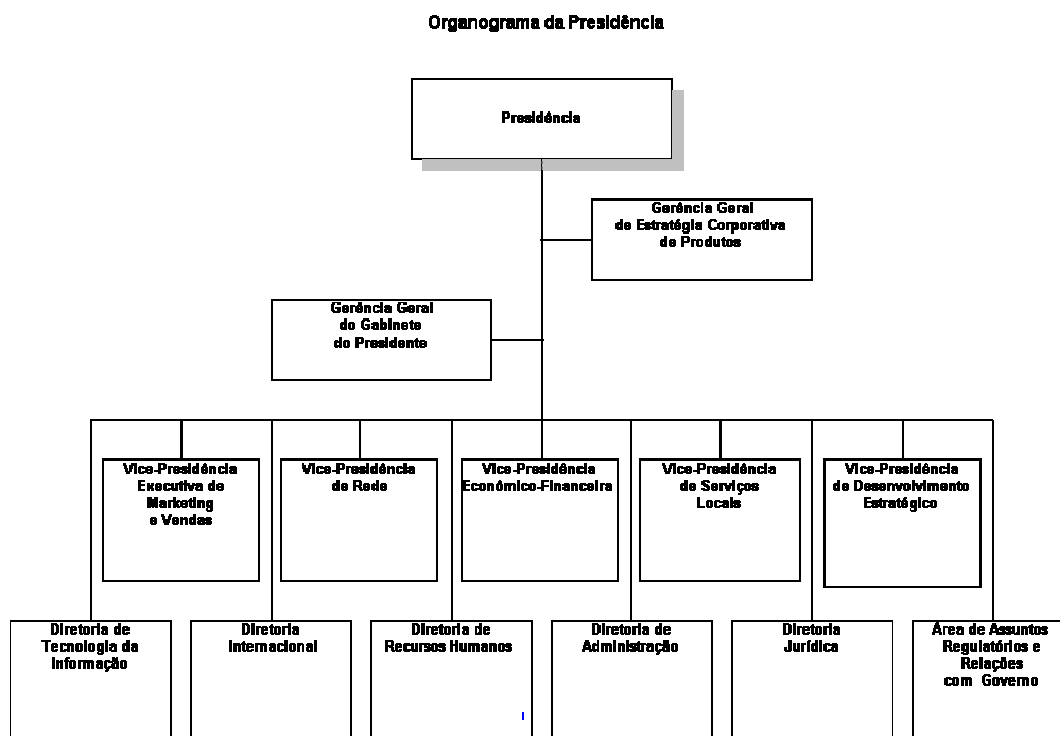 Organograma da Presidência
Presidência
Gerência Geral
de Estratégia Corporativa
de Produtos
Gerência Geral
do Gabinete
do Presidente
Vice-Presidência
Executiva de
Marketing
e Vendas
Vice-Presidência
de Rede
Vice-Presidência
Econômico-Financeira
Vice-Presidência
de Serviços
Locais
Vice-Presidência
de Desenvolvimento
Estratégico
Diretoria de
Tecnologia da
Informação
Diretoria
Internacional
Diretoria de
Recursos Humanos
Diretoria de
Administração
Diretoria
Jurídica
Área de Assuntos
Regulatórios e
Relações
com Governo